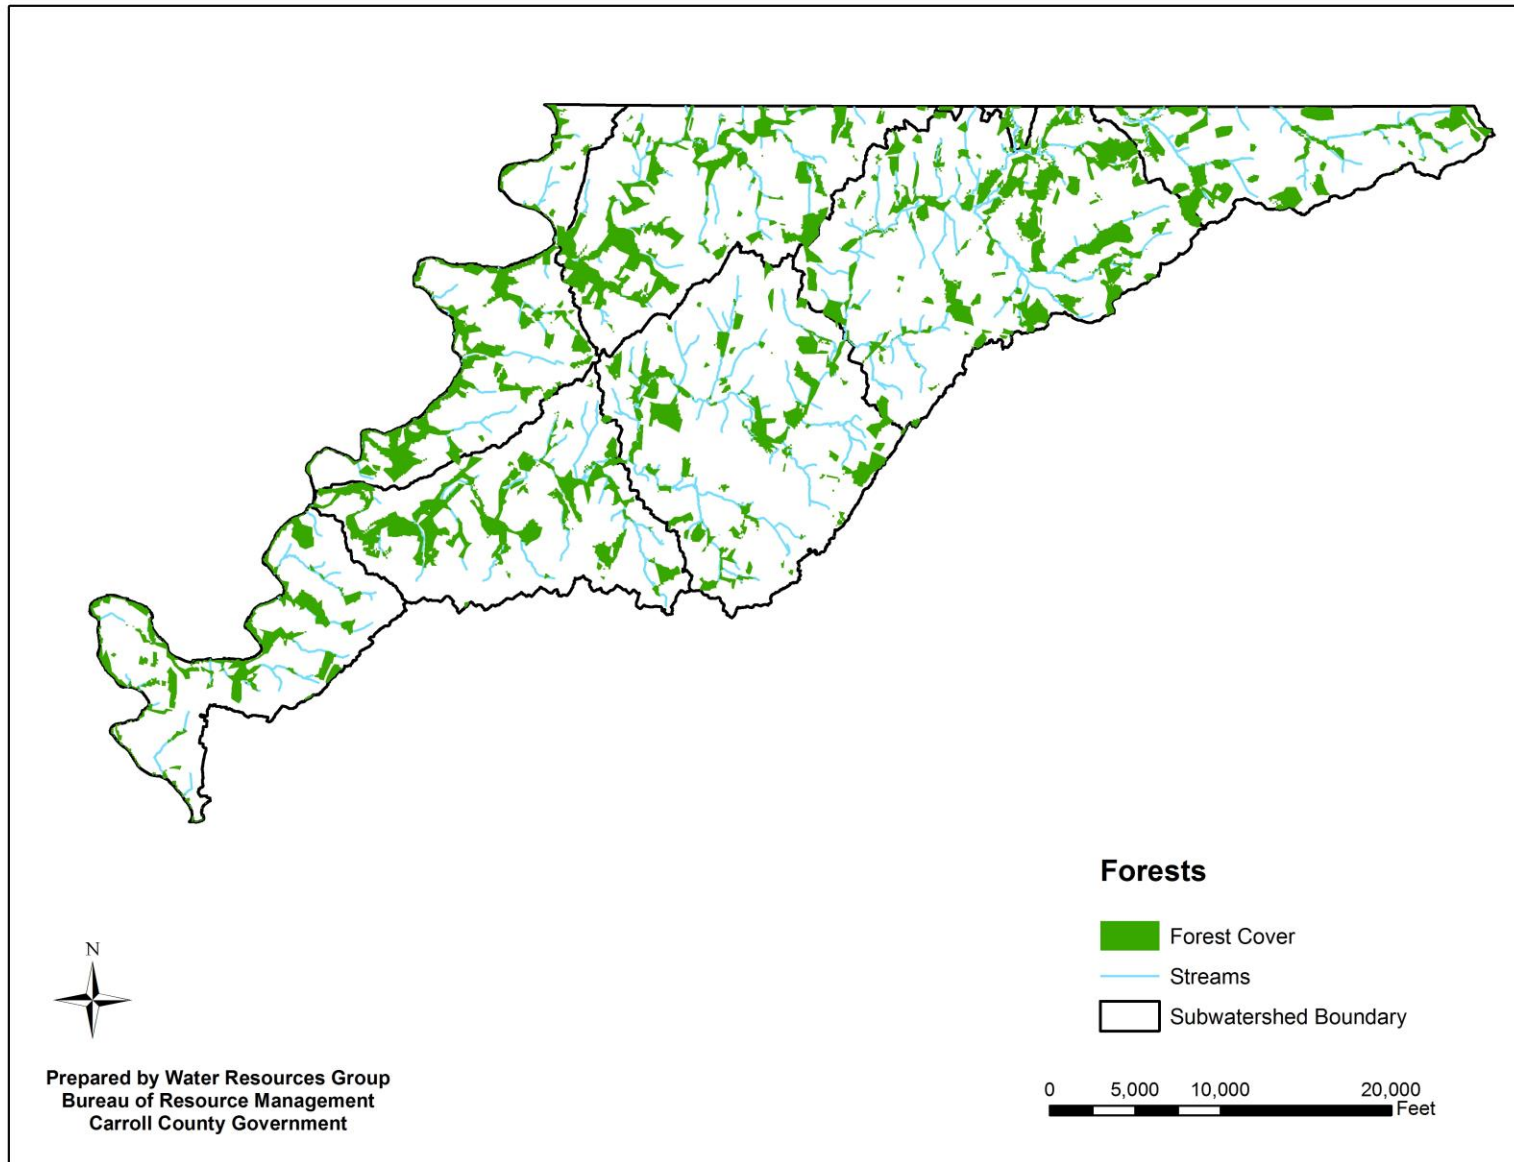 Forests
Forest Cover
Streams
Subwatershed Boundary
N
Prepared by Water Resources Group
Bureau of Resource Management
Carroll County Government
0 5,000 10,000 20,000
Feet